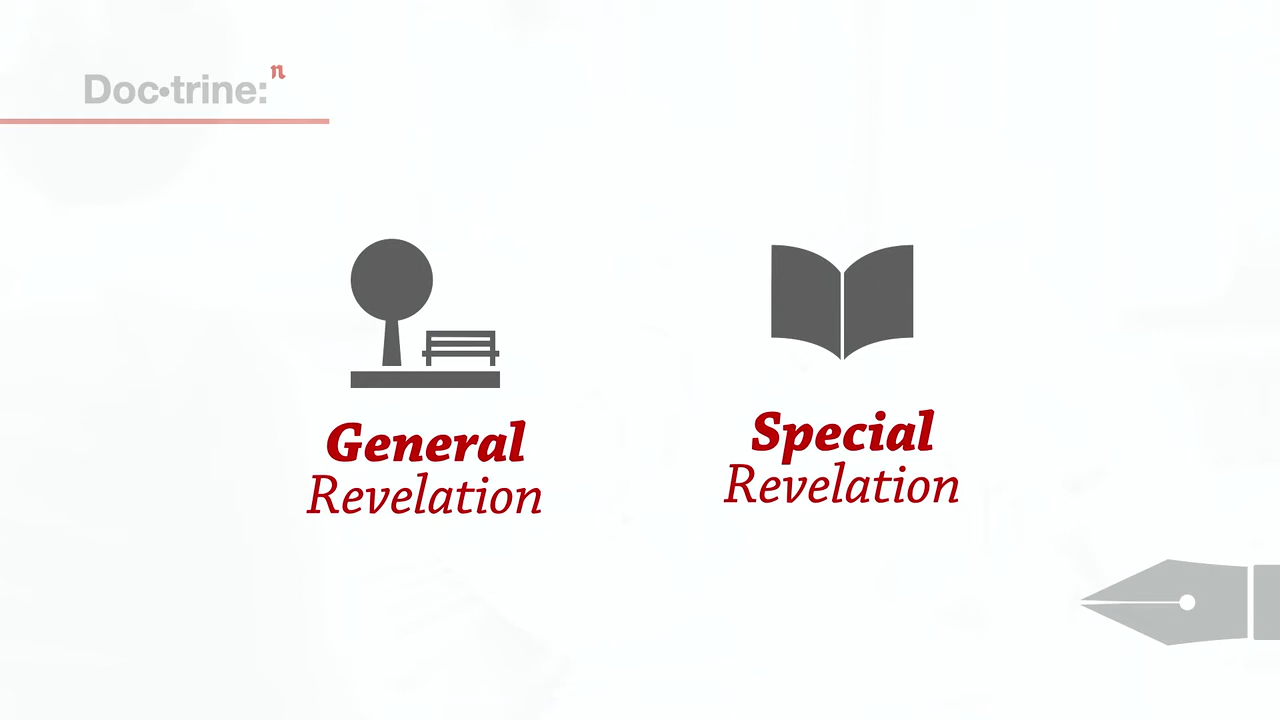 Doc•trine:n
General
Revelation
Special
Revelation